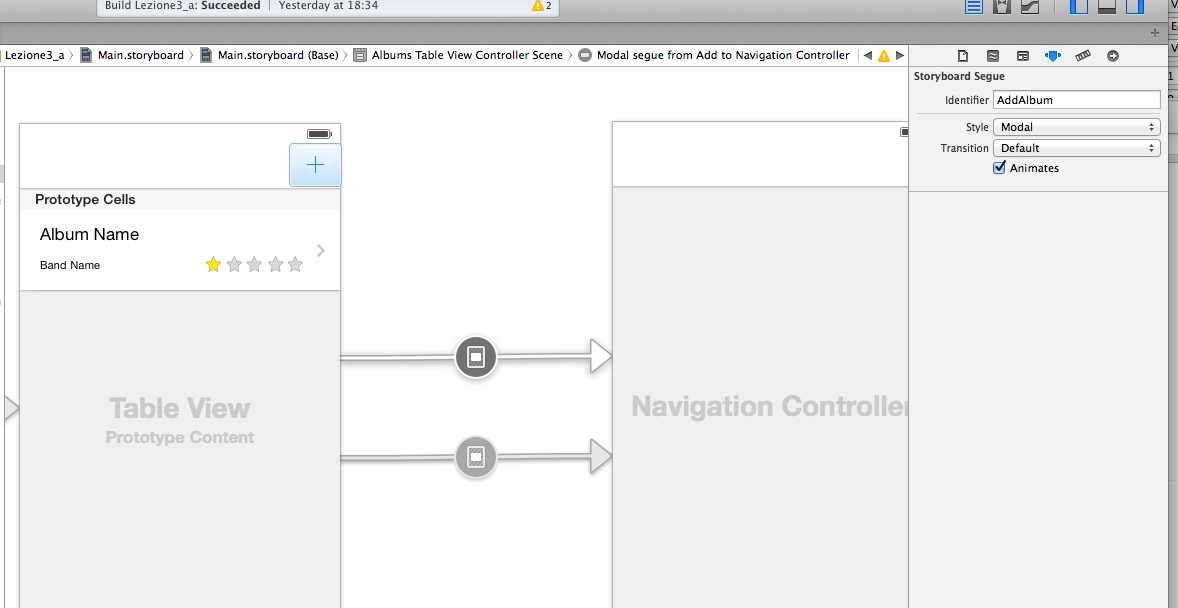 Build Lezione3_a: Succeeded | Yesterday at 18:34 2
Lezione3_a Main.storyboard Main.storyboard (Base) Albums Table View Controller Scene Modal segue from Add to Navigation Controller
Storyboard Segue
Identifier AddAlbum
Style Modal
Transition Default
Animates
Prototype Cells
Album Name
Band Name
Table View
Prototype Content
Navigation Controller